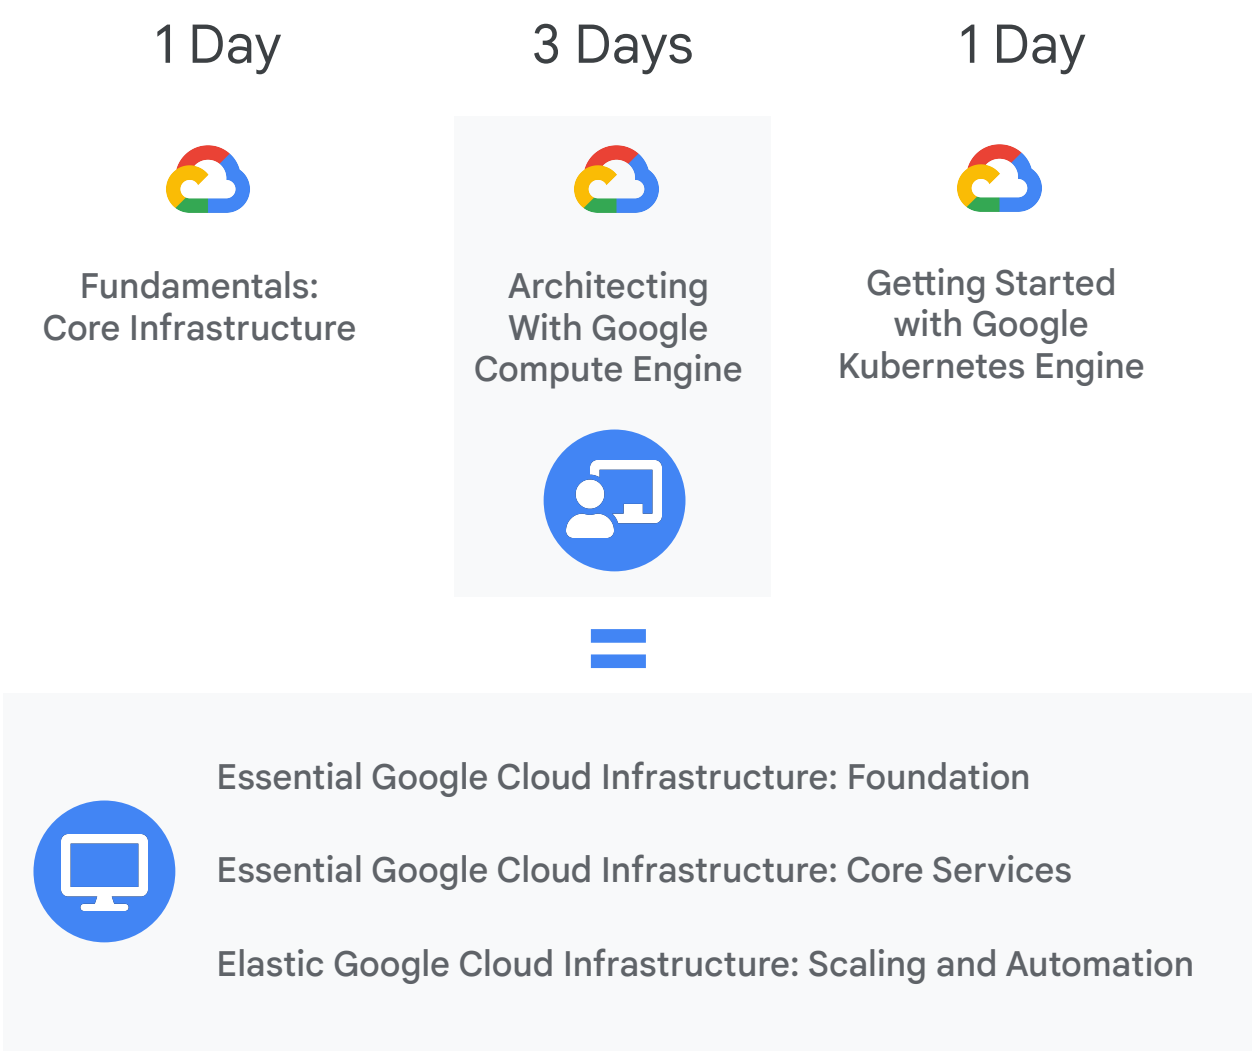 1 Day
3 Days
1 Day
Fundamentals:
Core Infrastructure
Architecting
With Google
Compute Engine
Getting Started
with Google
Kubernetes Engine
=
Essential Google Cloud Infrastructure: Foundation
Essential Google Cloud Infrastructure: Core Services
Elastic Google Cloud Infrastructure: Scaling and Automation